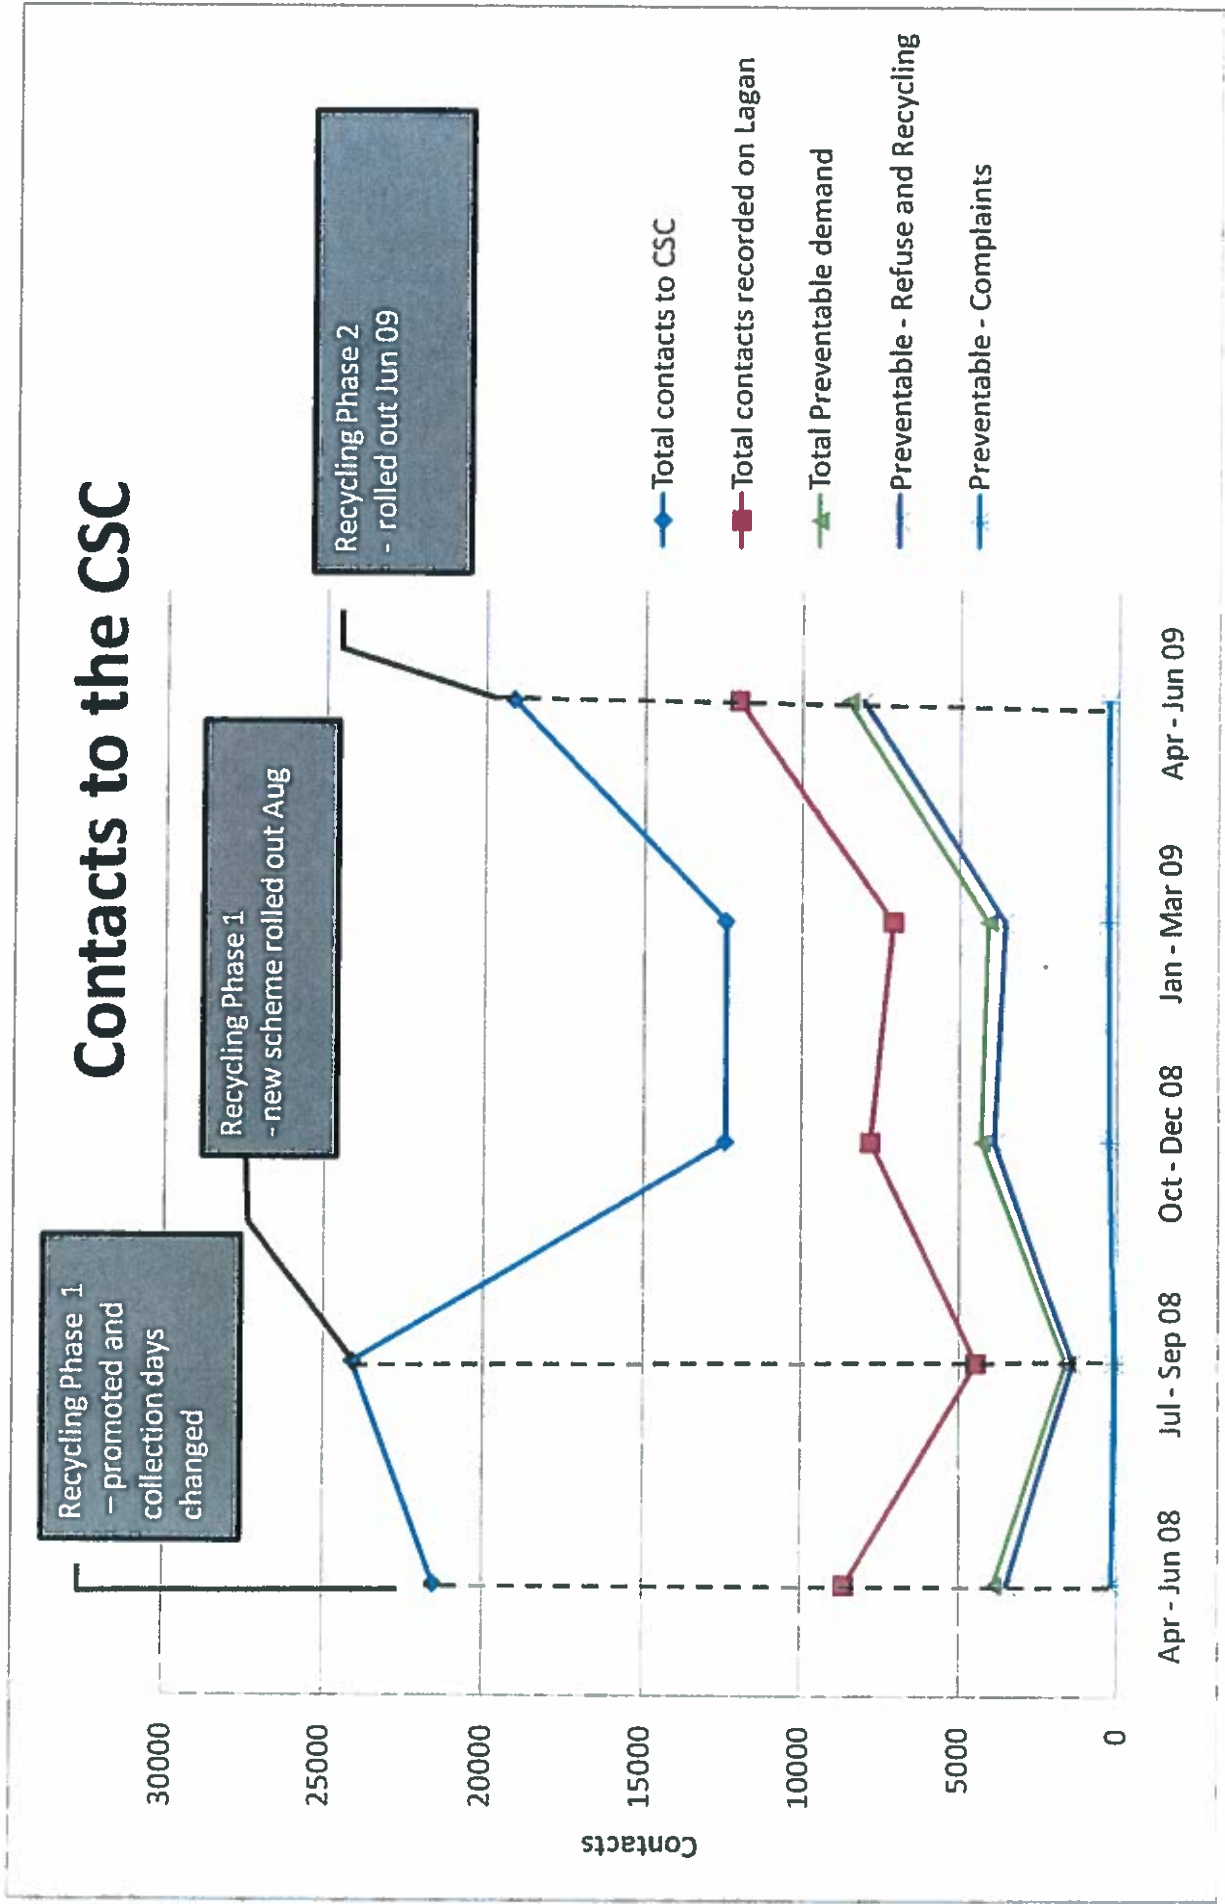 Contacts to the CSC
Recycling Phase 1
– promoted and
collection days
changed
Recycling Phase 1
- new scheme rolled out Aug
Recycling Phase 2
- rolled out Jun 09
30000
25000
20000
15000
10000
5000
0
Contacts
Apr - Jun 08
Jul - Sep 08
Oct - Dec 08
Jan - Mar 09
Apr - Jun 09
Total contacts to CSC
Total contacts recorded on Lagan
Total Preventable demand
Preventable - Refuse and Recycling
Preventable - Complaints